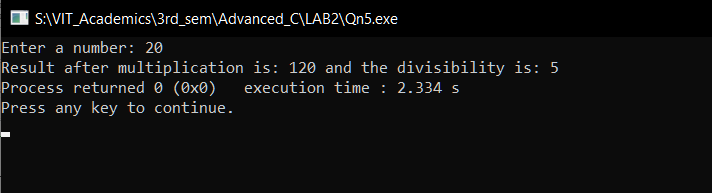 S:\VIT_Academics\3rd_sem\Advanced_C\LAB2\Qn5.exe
Enter a number: 20
Result after multiplication is: 120 and the divisibility is: 5
Process returned 0 (0x0)   execution time : 2.334 s
Press any key to continue.